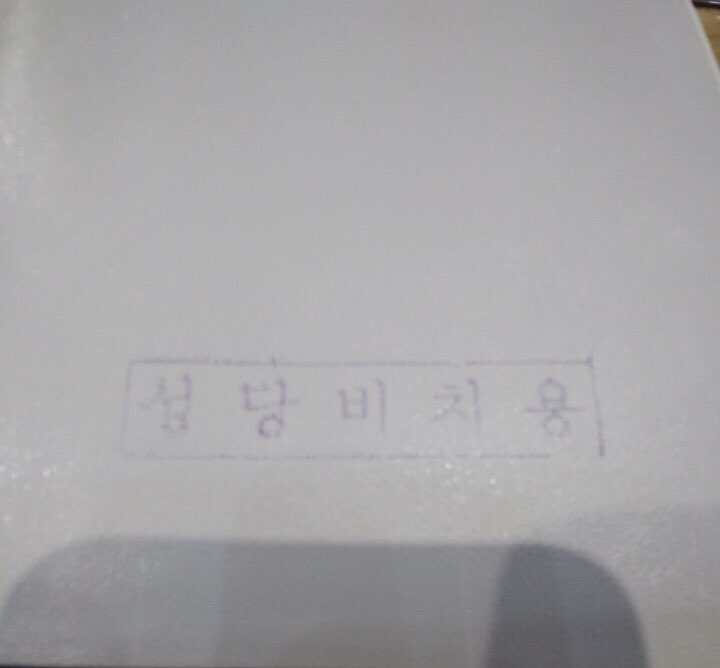 성 당 비 치 용